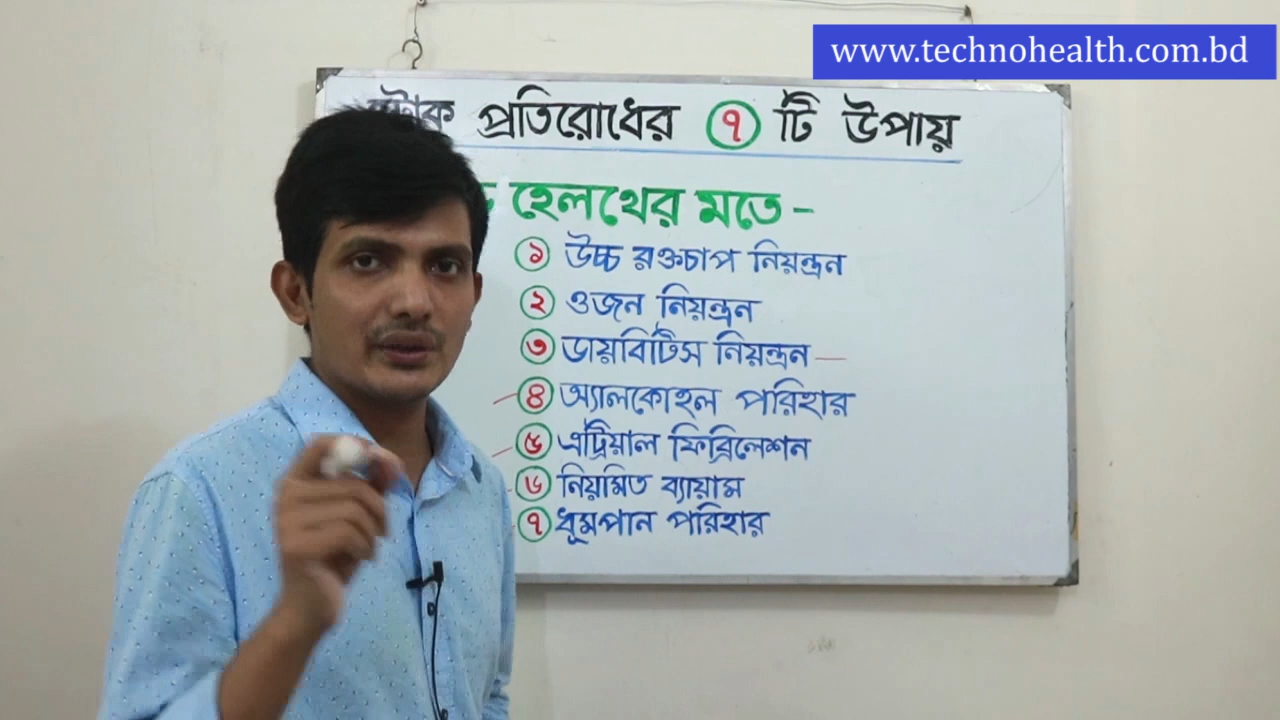 www.technohealth.com.bd
প্রতিরোধের ৭ টি উপায়
হেলথের মতে -
১ উচ্চ রক্তচাপ নিয়ন্ত্রন
২ ওজন নিয়ন্ত্রন
৩ ডায়বিটিস নিয়ন্ত্রন
৪ অ্যালকোহল পরিহার
৫ এট্রিয়াল ফিব্রিলেশন
৬ নিয়মিত ব্যায়াম
৭ ধূমপান পরিহার